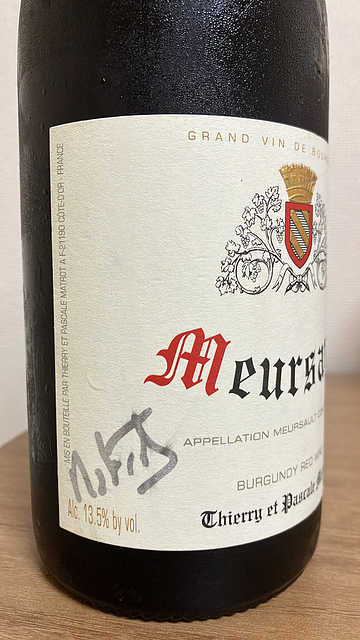 GRAND VIN DE
Meursa
APPELLATION MEURSAULT
BURGUNDY RED WINE
Thierry et Pascale
Alc. 13.5% by vol.
MIS EN BOUTEILLE PAR THIERRY ET PASCALE MATROT A F-21190 CÔTE-D'OR - FRANCE